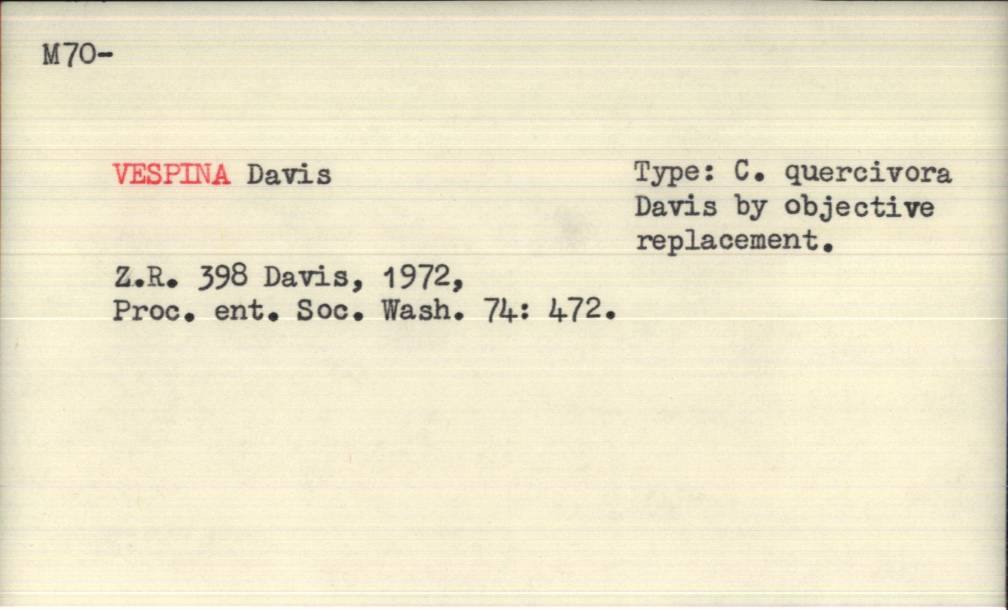 M70-
VESPINA Davis
Type: C. quercivora
Davis by objective
replacement.
Z.R. 398 Davis, 1972,
Proc. ent. Soc. Wash. 74: 472.